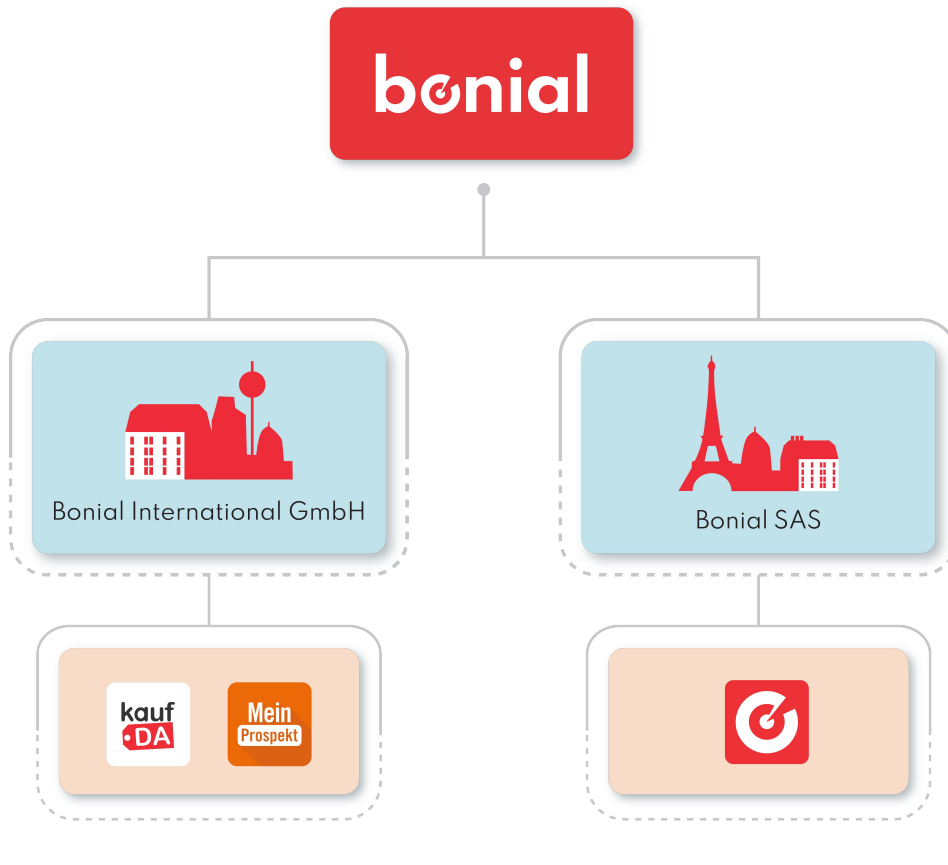 bonial
Bonial International GmbH
Bonial SAS
kauf
DA
Mein
Prospekt